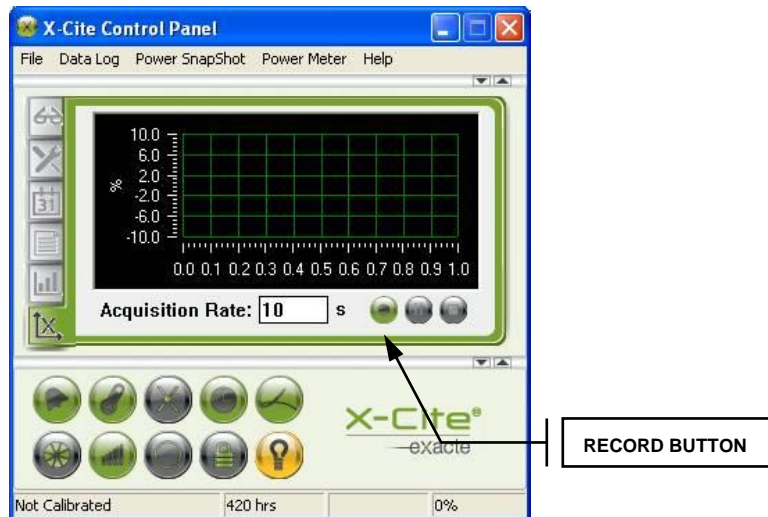 X-Cite Control Panel
File Data Log Power SnapShot Power Meter Help
31
10.0
6.0
2.0
-2.0
-6.0
-10.0
%
0.0 0.1 0.2 0.3 0.4 0.5 0.6 0.7 0.8 0.9 1.0
Acquisition Rate: 10 s
X
X-Cite®
exacte
RECORD BUTTON
Not Calibrated 420 hrs 0%